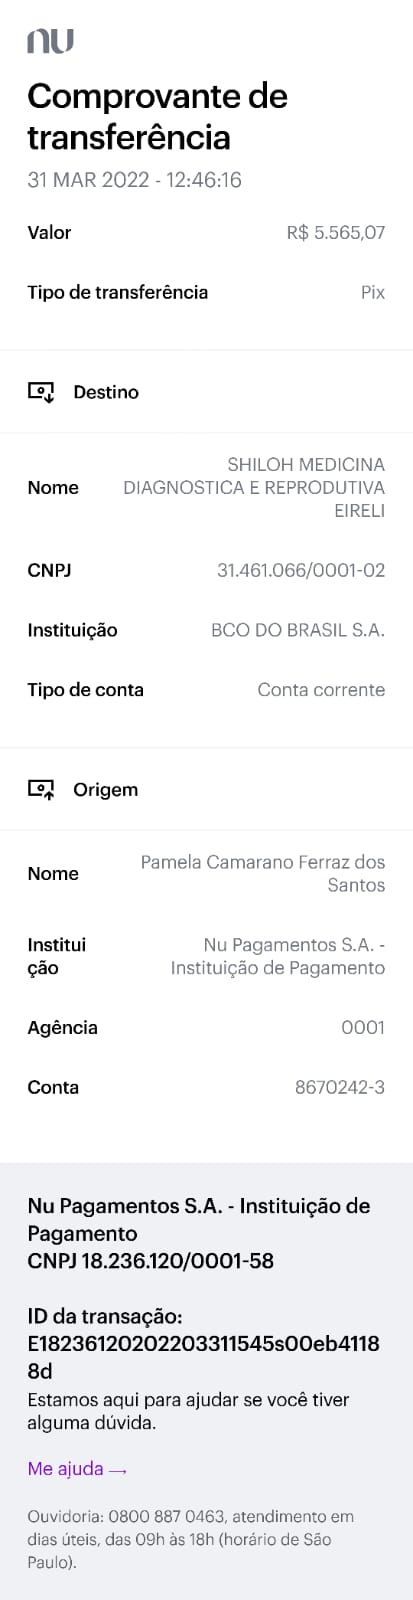 nu
Comprovante de
transferência
31 MAR 2022 - 12:46:16
Valor R$ 5.565,07
Tipo de transferência Pix
Destino
SHILOH MEDICINA
Nome DIAGNOSTICA E REPRODUTIVA
EIRELI
CNPJ 31.461.066/0001-02
Instituição BCO DO BRASIL S.A.
Tipo de conta Conta corrente
Origem
Nome Pamela Camarano Ferraz dos
Santos
Institui Nu Pagamentos S.A. -
ção Instituição de Pagamento
Agência 0001
Conta 8670242-3
Nu Pagamentos S.A. - Instituição de
Pagamento
CNPJ 18.236.120/0001-58
ID da transação:
E18236120202203311545s00eb4118
8d
Estamos aqui para ajudar se você tiver
alguma dúvida.
Me ajuda →
Ouvidoria: 0800 887 0463, atendimento em
dias úteis, das 09h às 18h (horário de São
Paulo).